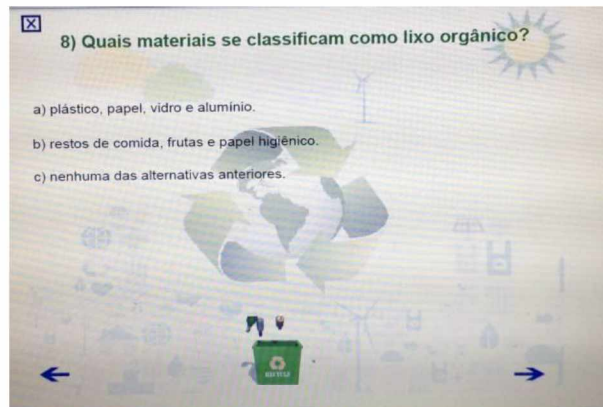 8) Quais materiais se classificam como lixo orgânico?
a) plástico, papel, vidro e alumínio.
b) restos de comida, frutas e papel higiênico.
c) nenhuma das alternativas anteriores.